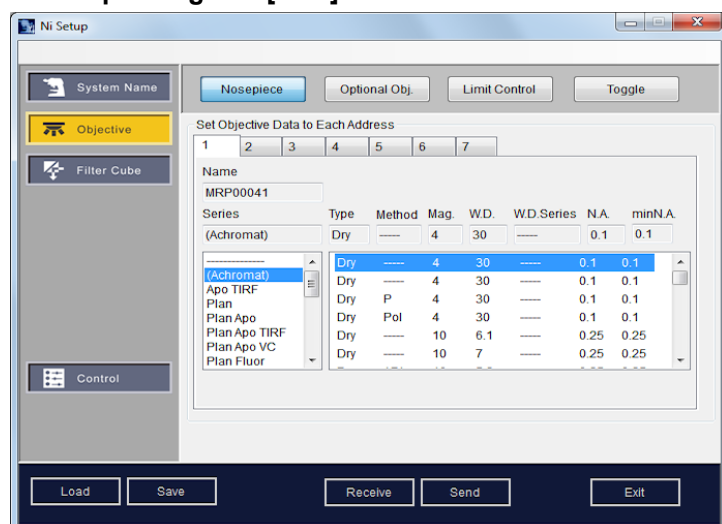 Ni Setup
System Name
Objective
Filter Cube
Control
Nosepiece Optional Obj. Limit Control Toggle
Set Objective Data to Each Address
1 2 3 4 5 6 7
Name
MRP00041
Series Type Method Mag. W.D. W.D.Series N.A. minN.A.
(Achromat) Dry ----- 4 30 ----- 0.1 0.1
--------------
(Achromat)
Apo TIRF
Plan
Plan Apo
Plan Apo TIRF
Plan Apo VC
Plan Fluor
Dry ----- 4 30 ----- 0.1 0.1
Dry ----- 4 30 ----- 0.1 0.1
Dry P 4 30 ----- 0.1 0.1
Dry Pol 4 30 ----- 0.1 0.1
Dry ----- 10 6.1 ----- 0.25 0.25
Dry ----- 10 7 ----- 0.25 0.25
Load Save Receive Send Exit